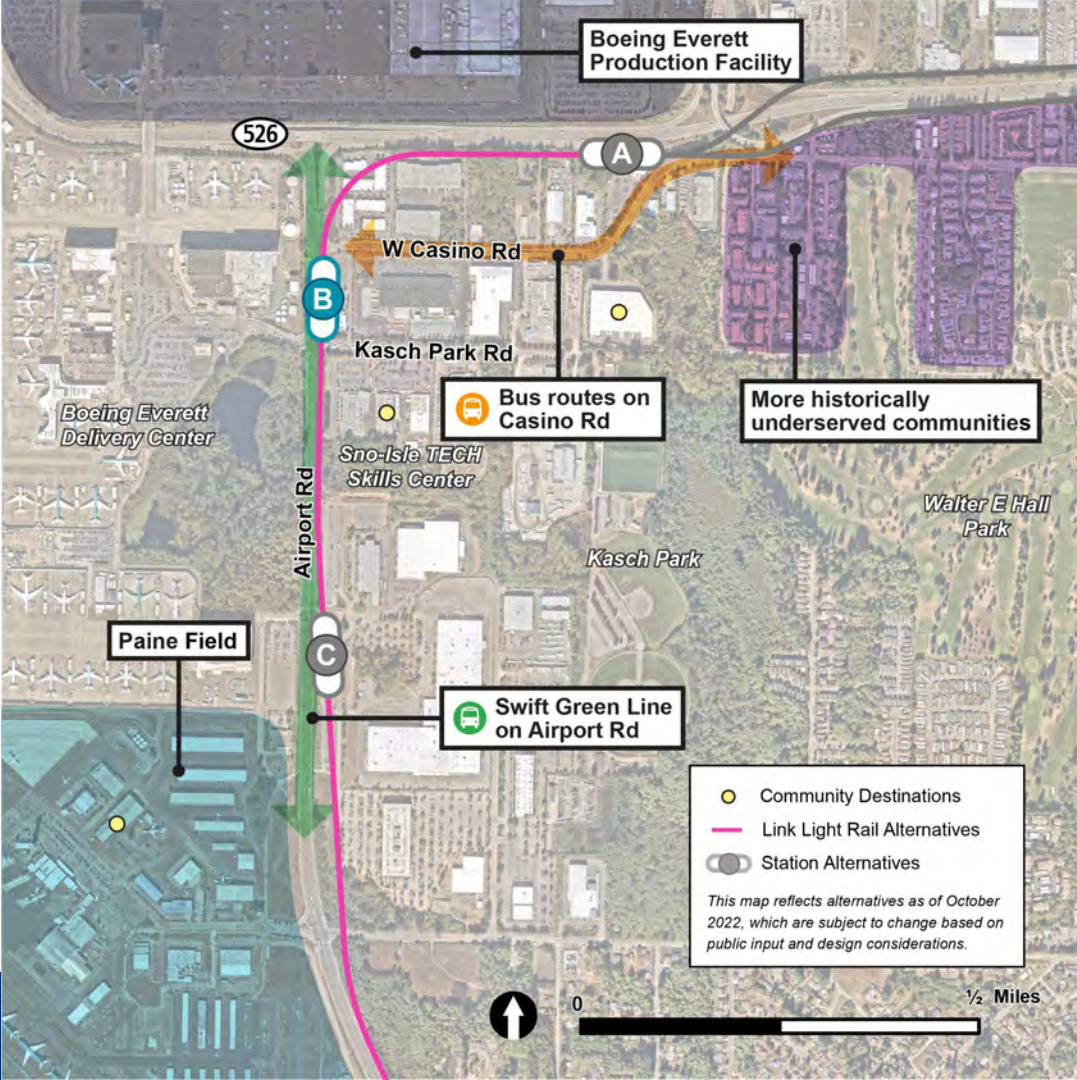 Boeing Everett
Production Facility
526
A
W Casino Rd
B
Kasch Park Rd
Bus routes on
Casino Rd
More historically
underserved communities
Boeing Everett
Delivery Center
Sno-Isle TECH
Skills Center
Airport Rd
Walter E Hall
Park
Kasch Park
Paine Field
C
Swift Green Line
on Airport Rd
Community Destinations
Link Light Rail Alternatives
Station Alternatives
This map reflects alternatives as of October
2022, which are subject to change based on
public input and design considerations.
0
½ Miles